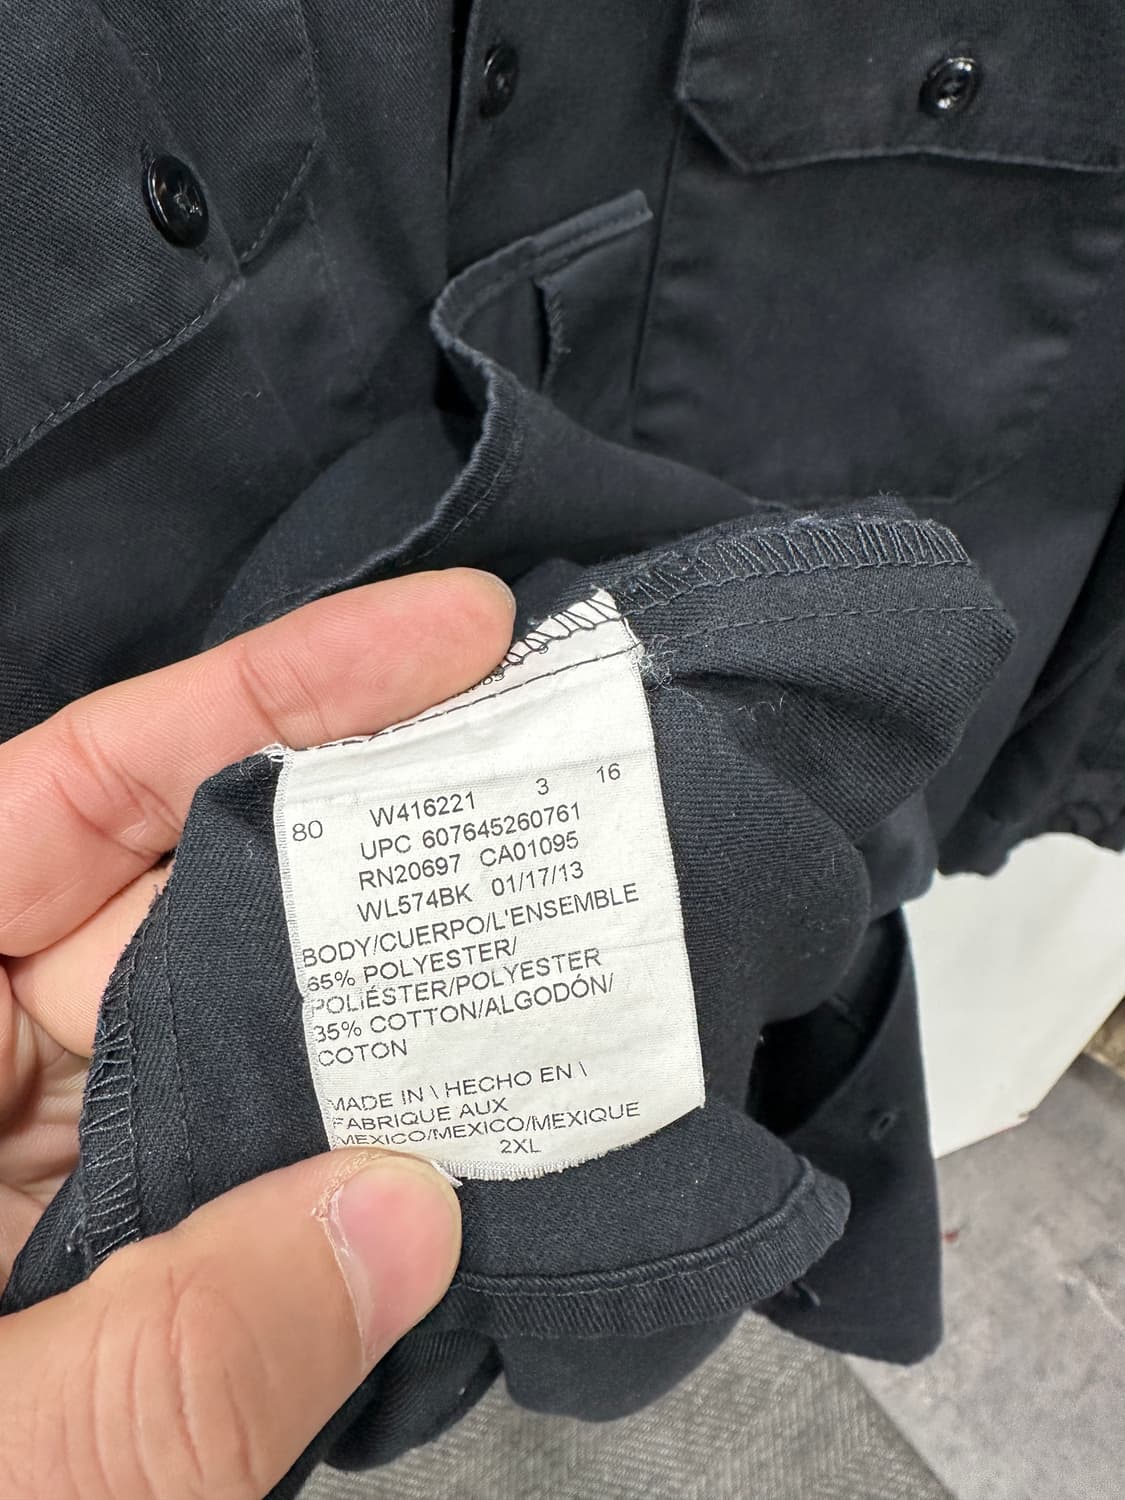 80 W416221 3 16
UPC 607645260761
RN20697 CA01095
WL574BK 01/17/13
BODY/CUERPO/L'ENSEMBLE
65% POLYESTER/
POLIÉSTER/POLYESTER
35% COTTON/ALGODÓN/
COTON
MADE IN \ HECHO EN \
FABRIQUE AUX
MEXICO/MEXICO/MEXIQUE
2XL